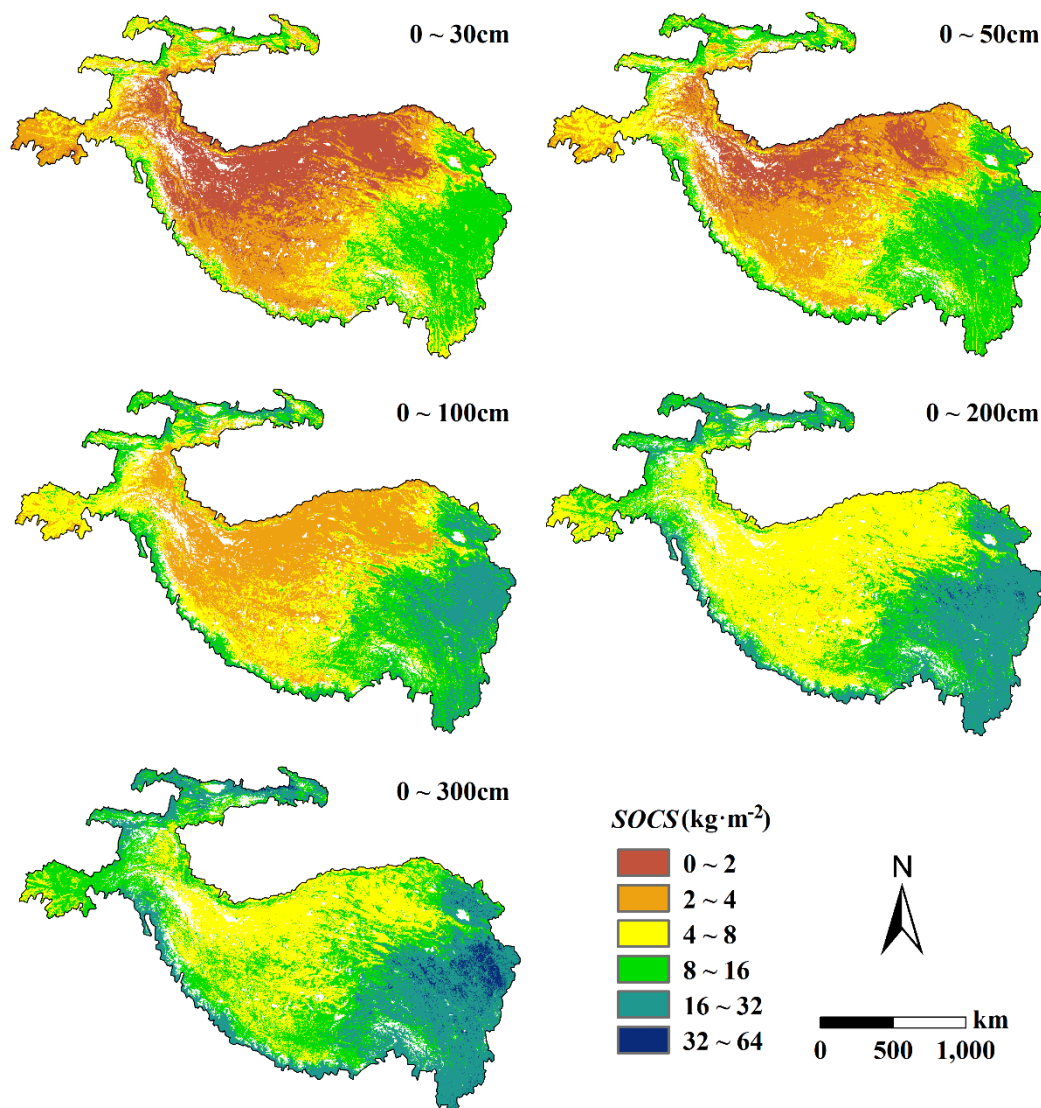 0 ~ 30cm
0 ~ 50cm
0 ~ 100cm
0 ~ 200cm
0 ~ 300cm
SOCS (kg·m⁻²)
0 ~ 2
2 ~ 4
4 ~ 8
8 ~ 16
16 ~ 32
32 ~ 64
N
km
0 500 1,000